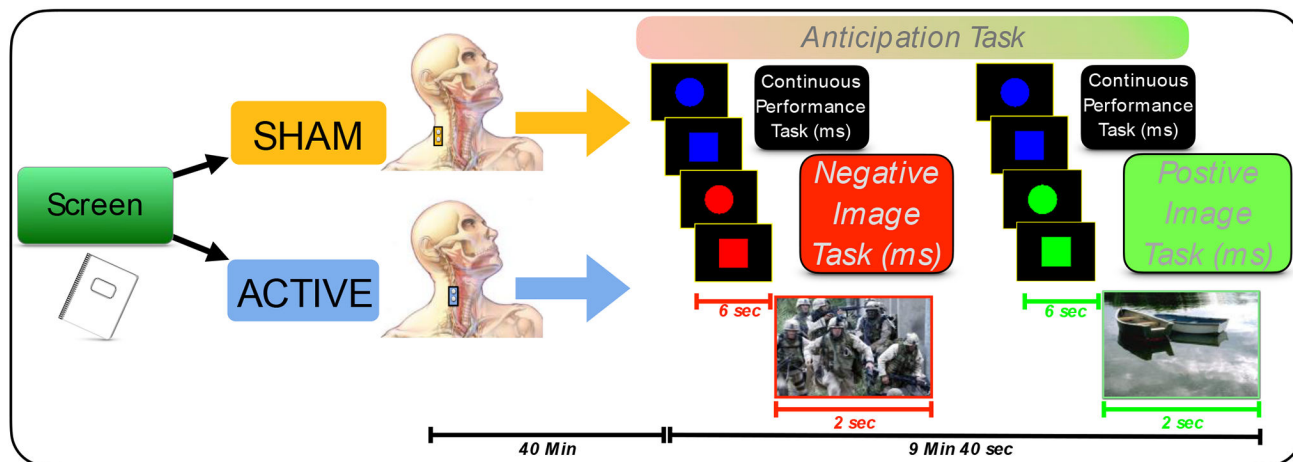 Anticipation Task
Screen
SHAM
ACTIVE
Continuous
Performance
Task (ms)
Negative
Image
Task (ms)
6 sec
2 sec
Continuous
Performance
Task (ms)
Postive
Image
Task (ms)
6 sec
2 sec
40 Min
9 Min 40 sec